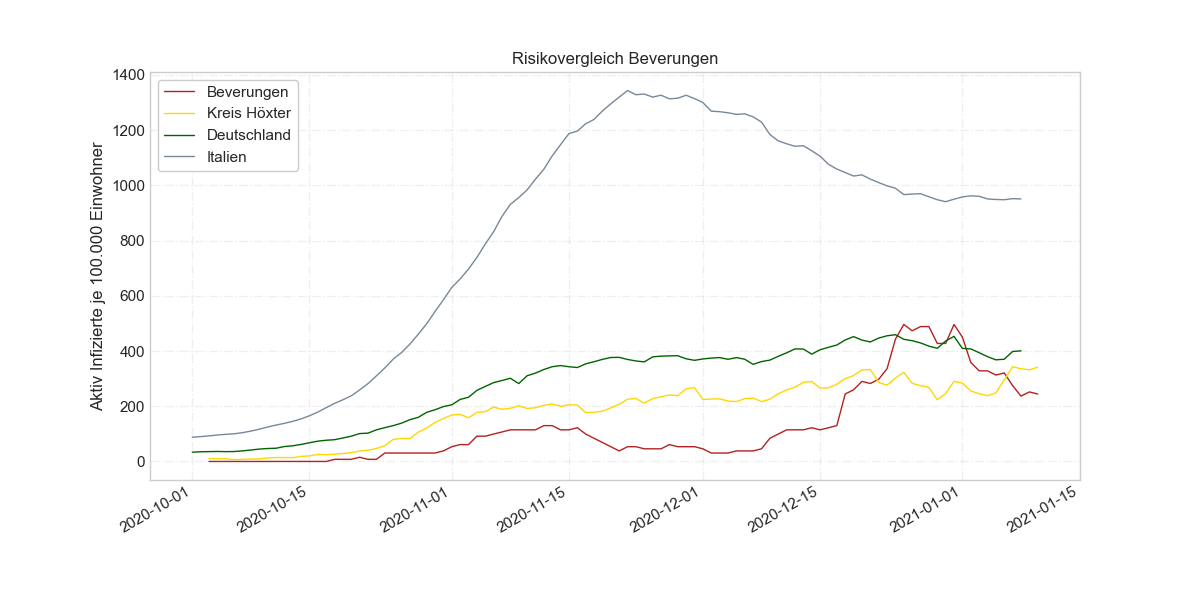 Risikovergleich Beverungen
Aktiv Infizierte je 100.000 Einwohner
1400
1200
1000
800
600
400
200
0
Beverungen
Kreis Höxter
Deutschland
Italien
2020-10-01
2020-10-15
2020-11-01
2020-11-15
2020-12-01
2020-12-15
2021-01-01
2021-01-15